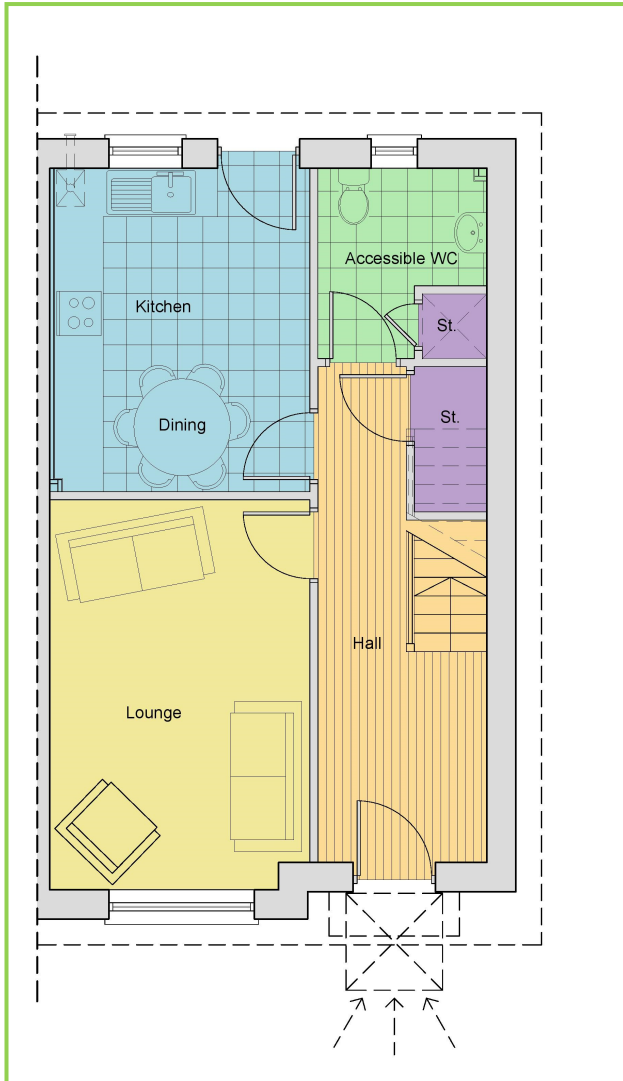 Accessible WC
Kitchen
St.
St.
Dining
Hall
Lounge